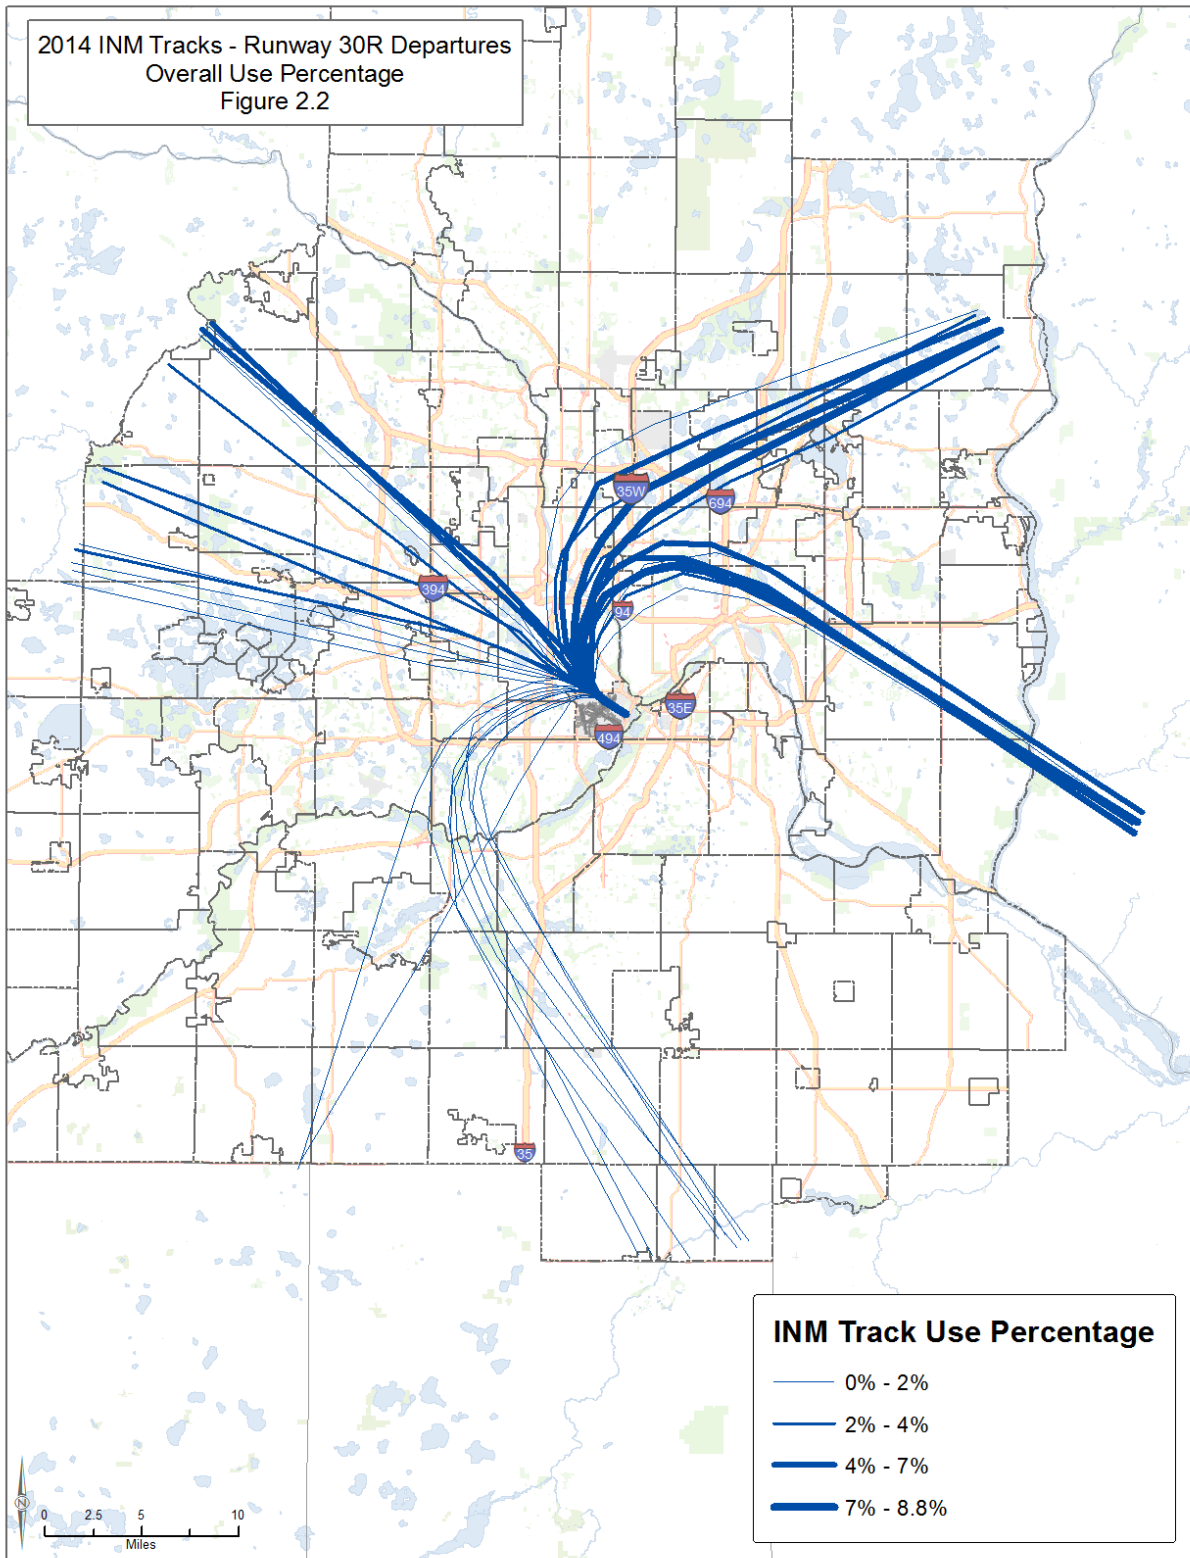 2014 INM Tracks - Runway 30R Departures
Overall Use Percentage
Figure 2.2
35W
694
394
94
35E
494
35
INM Track Use Percentage
0% - 2%
2% - 4%
4% - 7%
7% - 8.8%
N
0 2.5 5 10
Miles